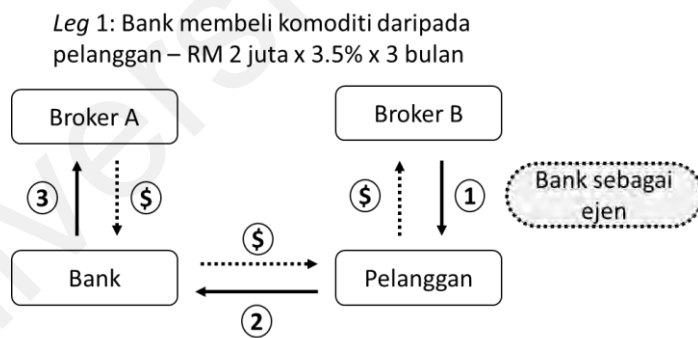 Leg 1: Bank membeli komoditi daripada
pelanggan – RM 2 juta x 3.5% x 3 bulan
Broker A
Broker B
3
$
$
1
Bank sebagai
ejen
$
Bank
Pelanggan
2